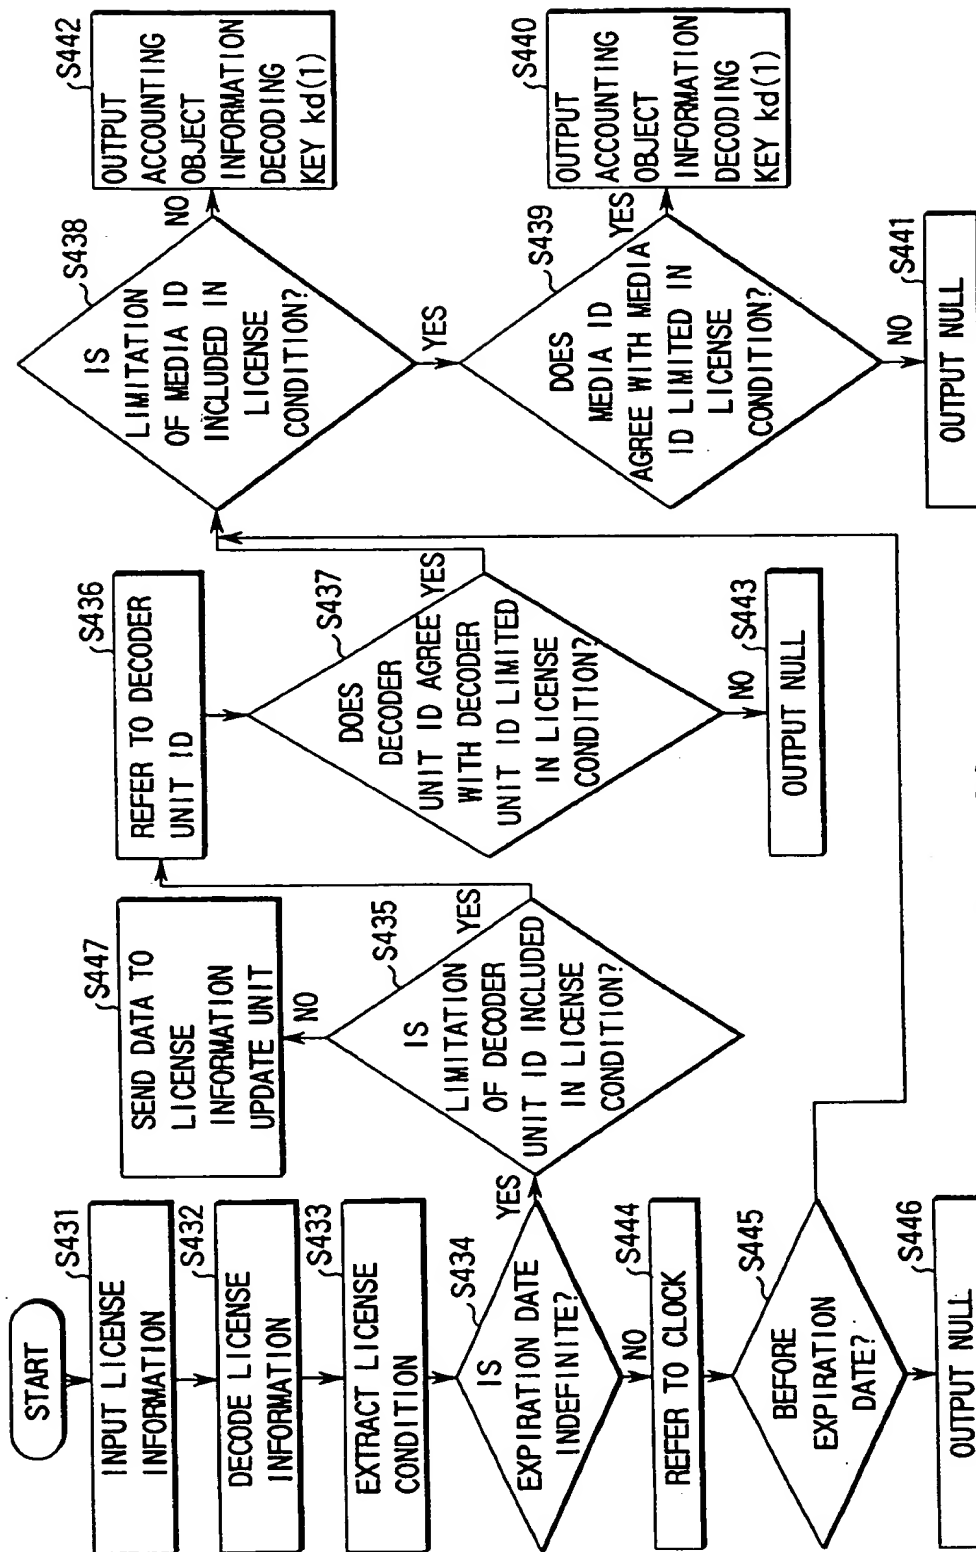 START
S431
INPUT LICENSE
INFORMATION
S432
DECODE LICENSE
INFORMATION
S433
EXTRACT LICENSE
CONDITION
S434
IS
EXPIRATION DATE
INDEFINITE?
YES
NO
S444
REFER TO CLOCK
S445
BEFORE
EXPIRATION
DATE?
S446
OUTPUT NULL
S447
SEND DATA TO
LICENSE
INFORMATION
UPDATE UNIT
NO
S435
YES
IS
LIMITATION
OF DECODER
UNIT ID INCLUDED
IN LICENSE
CONDITION?
S436
REFER TO DECODER
UNIT ID
S437
YES
DOES
DECODER
UNIT ID AGREE
WITH DECODER
UNIT ID LIMITED
IN LICENSE
CONDITION?
NO
S443
OUTPUT NULL
S438
IS
LIMITATION
OF MEDIA ID
INCLUDED IN
LICENSE
CONDITION?
NO
S442
OUTPUT
ACCOUNTING
OBJECT
INFORMATION
DECODING
KEY kd(1)
YES
S439
DOES
MEDIA ID
AGREE WITH MEDIA
ID LIMITED IN
LICENSE
CONDITION?
YES
S440
OUTPUT
ACCOUNTING
OBJECT
INFORMATION
DECODING
KEY kd(1)
NO
S441
OUTPUT NULL